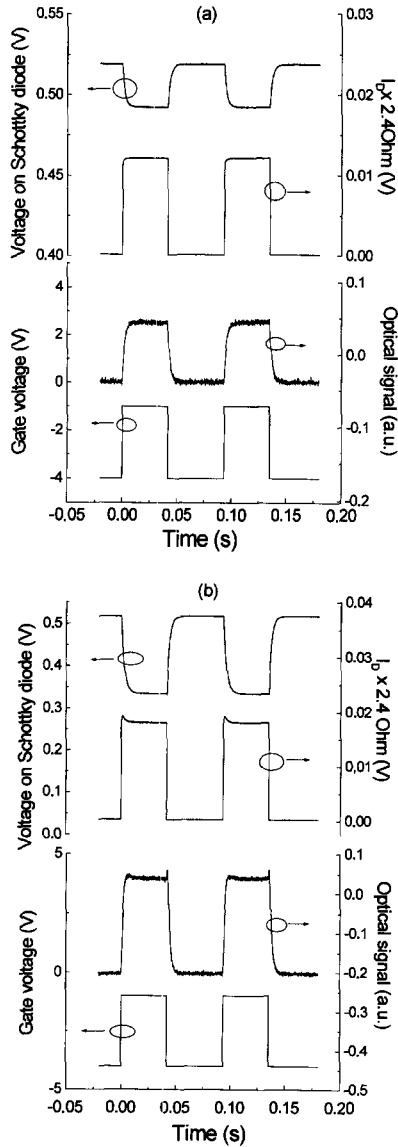 (a)
Voltage on Schottky diode (V)
0.55
0.50
0.45
0.40
0.03
0.02
0.01
0.00
I_D x 2.4Ohm (V)
Gate voltage (V)
4
2
0
-2
-4
0.1
0.0
-0.1
-0.2
Optical signal (a.u.)
-0.05 0.00 0.05 0.10 0.15 0.20
Time (s)
(b)
Voltage on Schottky diode (V)
0.5
0.4
0.3
0.2
0.1
0.0
0.04
0.03
0.02
0,01
0.00
I_D x 2.4 Ohm (V)
Gate voltage (V)
5
0
-5
0.1
0.0
-0.1
-0.2
-0.3
-0.4
-0.5
Optical signal (a.u.)
-0.05 0.00 0.05 0.10 0.15 0.20
Time (s)